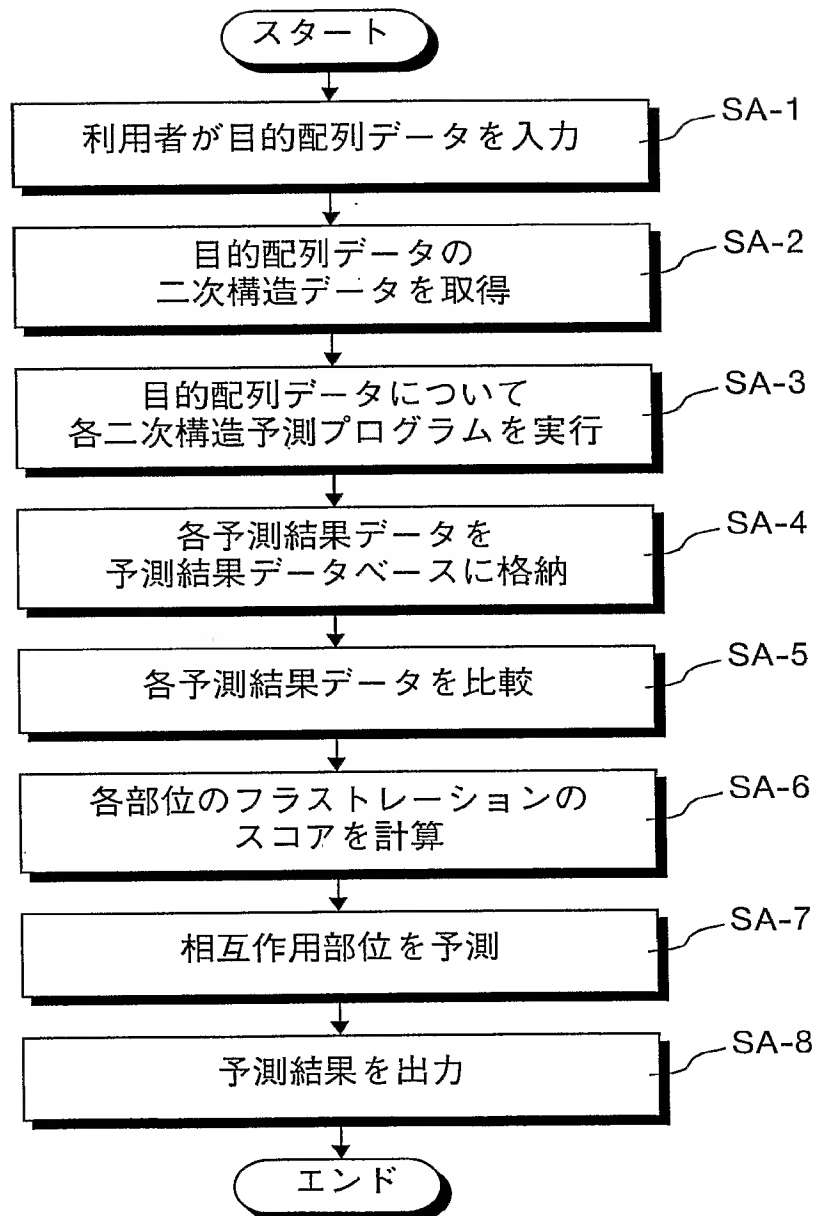 スタート
利用者が目的配列データを入力
SA-1
目的配列データの
二次構造データを取得
SA-2
目的配列データについて
各二次構造予測プログラムを実行
SA-3
各予測結果データを
予測結果データベースに格納
SA-4
各予測結果データを比較
SA-5
各部位のフラストレーションの
スコアを計算
SA-6
相互作用部位を予測
SA-7
予測結果を出力
SA-8
エンド